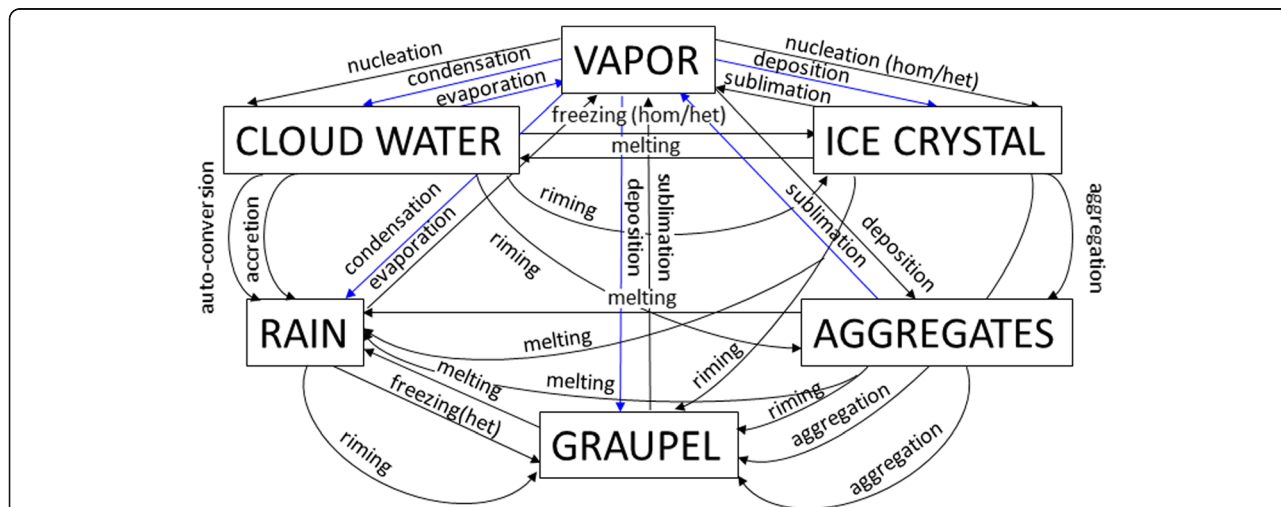 VAPOR
nucleation
condensation
evaporation
nucleation (hom/het)
deposition
sublimation
CLOUD WATER
freezing (hom/het)
melting
ICE CRYSTAL
auto-conversion
accretion
condensation
evaporation
riming
riming
deposition
sublimation
sublimation
deposition
aggregation
RAIN
melting
AGGREGATES
melting
melting
melting
freezing(het)
riming
riming
riming
aggregation
aggregation
GRAUPEL